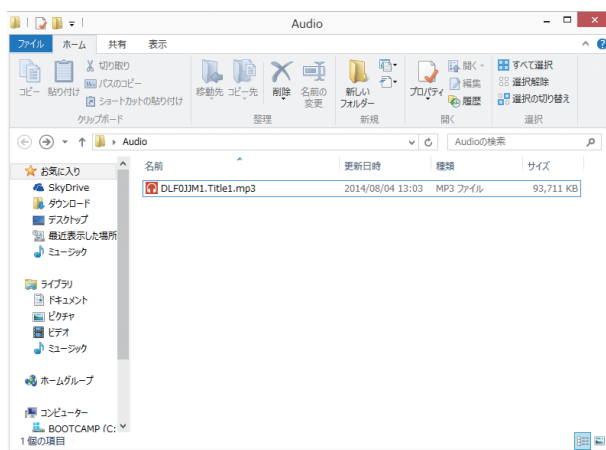 Audio
ファイル ホーム 共有 表示
コピー 貼り付け 切り取り
パスのコピー
ショートカットの貼り付け
クリップボード
移動先 コピー先 削除 名前の変更
整理
新しいフォルダー
新規
プロパティ 開く
編集
履歴
開く
すべて選択
選択解除
選択の切り替え
選択
Audio Audioの検索
名前 更新日時 種類 サイズ
DLF0JJM1.Title1.mp3 2014/08/04 13:03 MP3 ファイル 93,711 KB
お気に入り
SkyDrive
ダウンロード
デスクトップ
最近表示した場所
ミュージック
ライブラリ
ドキュメント
ピクチャ
ビデオ
ミュージック
ホームグループ
コンピューター
BOOTCAMP (C:
1 個の項目